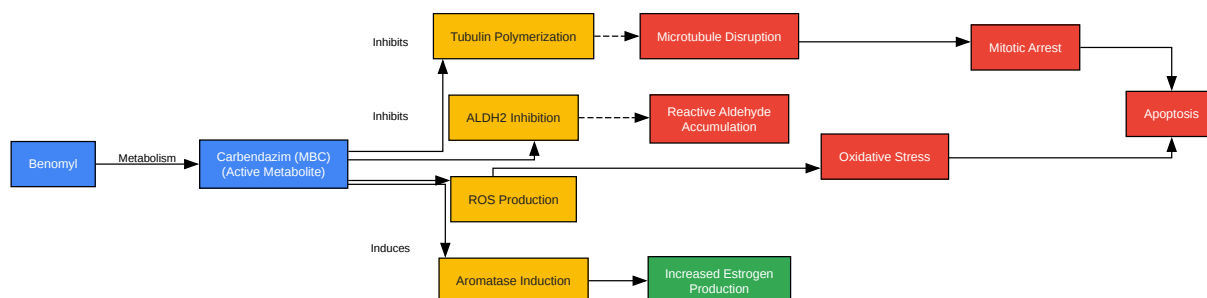 Inhibits
Tubulin Polymerization
Microtubule Disruption
Mitotic Arrest
Inhibits
ALDH2 Inhibition
Reactive Aldehyde
Accumulation
Apoptosis
Benomyl
Metabolism
Carbendazim (MBC)
(Active Metabolite)
Oxidative Stress
ROS Production
Induces
Aromatase Induction
Increased Estrogen
Production